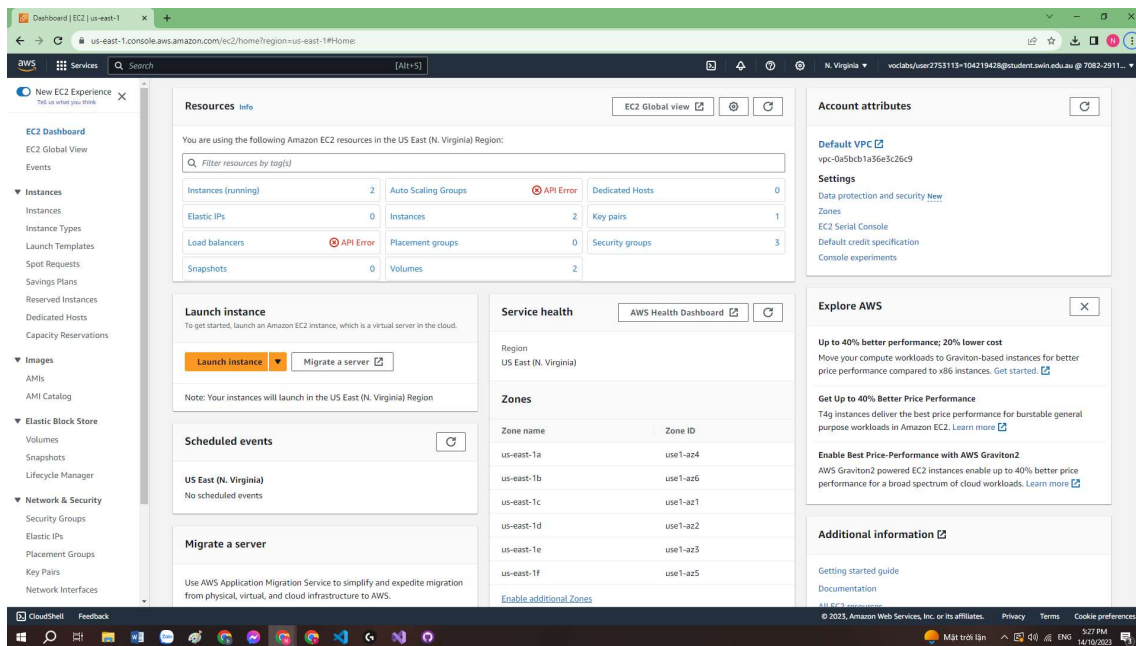 Dashboard | EC2 | us-east-1
us-east-1.console.aws.amazon.com/ec2/home?region=us-east-1#Home:
N
aws
Services
Search
[Alt+S]
N. Virginia
voclabs/user2753113=104219428@student.swin.edu.au @ 7082-2911...
New EC2 Experience
Tell us what you think
EC2 Dashboard
EC2 Global View
Events
Instances
Instances
Instance Types
Launch Templates
Spot Requests
Savings Plans
Reserved Instances
Dedicated Hosts
Capacity Reservations
Images
AMIs
AMI Catalog
Elastic Block Store
Volumes
Snapshots
Lifecycle Manager
Network & Security
Security Groups
Elastic IPs
Placement Groups
Key Pairs
Network Interfaces
Resources Info
EC2 Global view
You are using the following Amazon EC2 resources in the US East (N. Virginia) Region:
Filter resources by tag(s)
Instances (running) 2 Auto Scaling Groups API Error Dedicated Hosts 0
Elastic IPs 0 Instances 2 Key pairs 1
Load balancers API Error Placement groups 0 Security groups 3
Snapshots 0 Volumes 2
Launch instance
To get started, launch an Amazon EC2 instance, which is a virtual server in the cloud.
Launch instance
Migrate a server
Note: Your instances will launch in the US East (N. Virginia) Region
Scheduled events
US East (N. Virginia)
No scheduled events
Migrate a server
Use AWS Application Migration Service to simplify and expedite migration
from physical, virtual, and cloud infrastructure to AWS.
Service health
AWS Health Dashboard
Region
US East (N. Virginia)
Zones
Zone name Zone ID
us-east-1a use1-az4
us-east-1b use1-az6
us-east-1c use1-az1
us-east-1d use1-az2
us-east-1e use1-az3
us-east-1f use1-az5
Enable additional Zones
Account attributes
Default VPC
vpc-0a5bcb1a36e3c26c9
Settings
Data protection and security New
Zones
EC2 Serial Console
Default credit specification
Console experiments
Explore AWS
Up to 40% better performance; 20% lower cost
Move your compute workloads to Graviton-based instances for better
price performance compared to x86 instances. Get started.
Get Up to 40% Better Price Performance
T4g instances deliver the best price performance for burstable general
purpose workloads in Amazon EC2. Learn more
Enable Best Price-Performance with AWS Graviton2
AWS Graviton2 powered EC2 instances enable up to 40% better price
performance for a broad spectrum of cloud workloads. Learn more
Additional information
Getting started guide
Documentation
All EC2 resources
CloudShell
Feedback
© 2023, Amazon Web Services, Inc. or its affiliates.
Privacy
Terms
Cookie preferences
Zalo
Mặt trời lặn
ENG
5:27 PM
14/10/2023